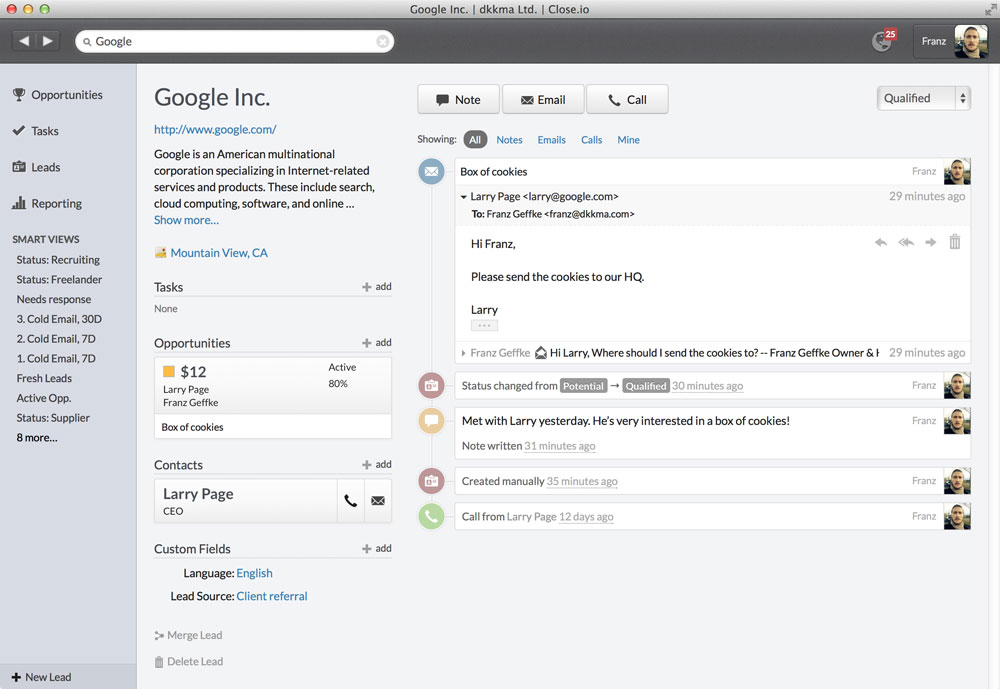 Google Inc. | dkkma Ltd. | Close.io
Google
25
Franz
Opportunities
Tasks
Leads
Reporting
SMART VIEWS
Status: Recruiting
Status: Freelander
Needs response
3. Cold Email, 30D
2. Cold Email, 7D
1. Cold Email, 7D
Fresh Leads
Active Opp.
Status: Supplier
8 more...
New Lead
Google Inc.
http://www.google.com/
Google is an American multinational
corporation specializing in Internet-related
services and products. These include search,
cloud computing, software, and online ...
Show more...
Mountain View, CA
Tasks + add
None
Opportunities + add
$12 Active
Larry Page 80%
Franz Geffke
Box of cookies
Contacts + add
Larry Page
CEO
Custom Fields + add
Language: English
Lead Source: Client referral
Merge Lead
Delete Lead
Note Email Call
Qualified
Showing: All Notes Emails Calls Mine
Box of cookies Franz
Larry Page <larry@google.com> 29 minutes ago
To: Franz Geffke <franz@dkkma.com>
Hi Franz,
Please send the cookies to our HQ.
Larry
Franz Geffke Hi Larry, Where should I send the cookies to? -- Franz Geffke Owner & 29 minutes ago
Status changed from Potential → Qualified 30 minutes ago Franz
Met with Larry yesterday. He's very interested in a box of cookies! Franz
Note written 31 minutes ago
Created manually 35 minutes ago Franz
Call from Larry Page 12 days ago Franz